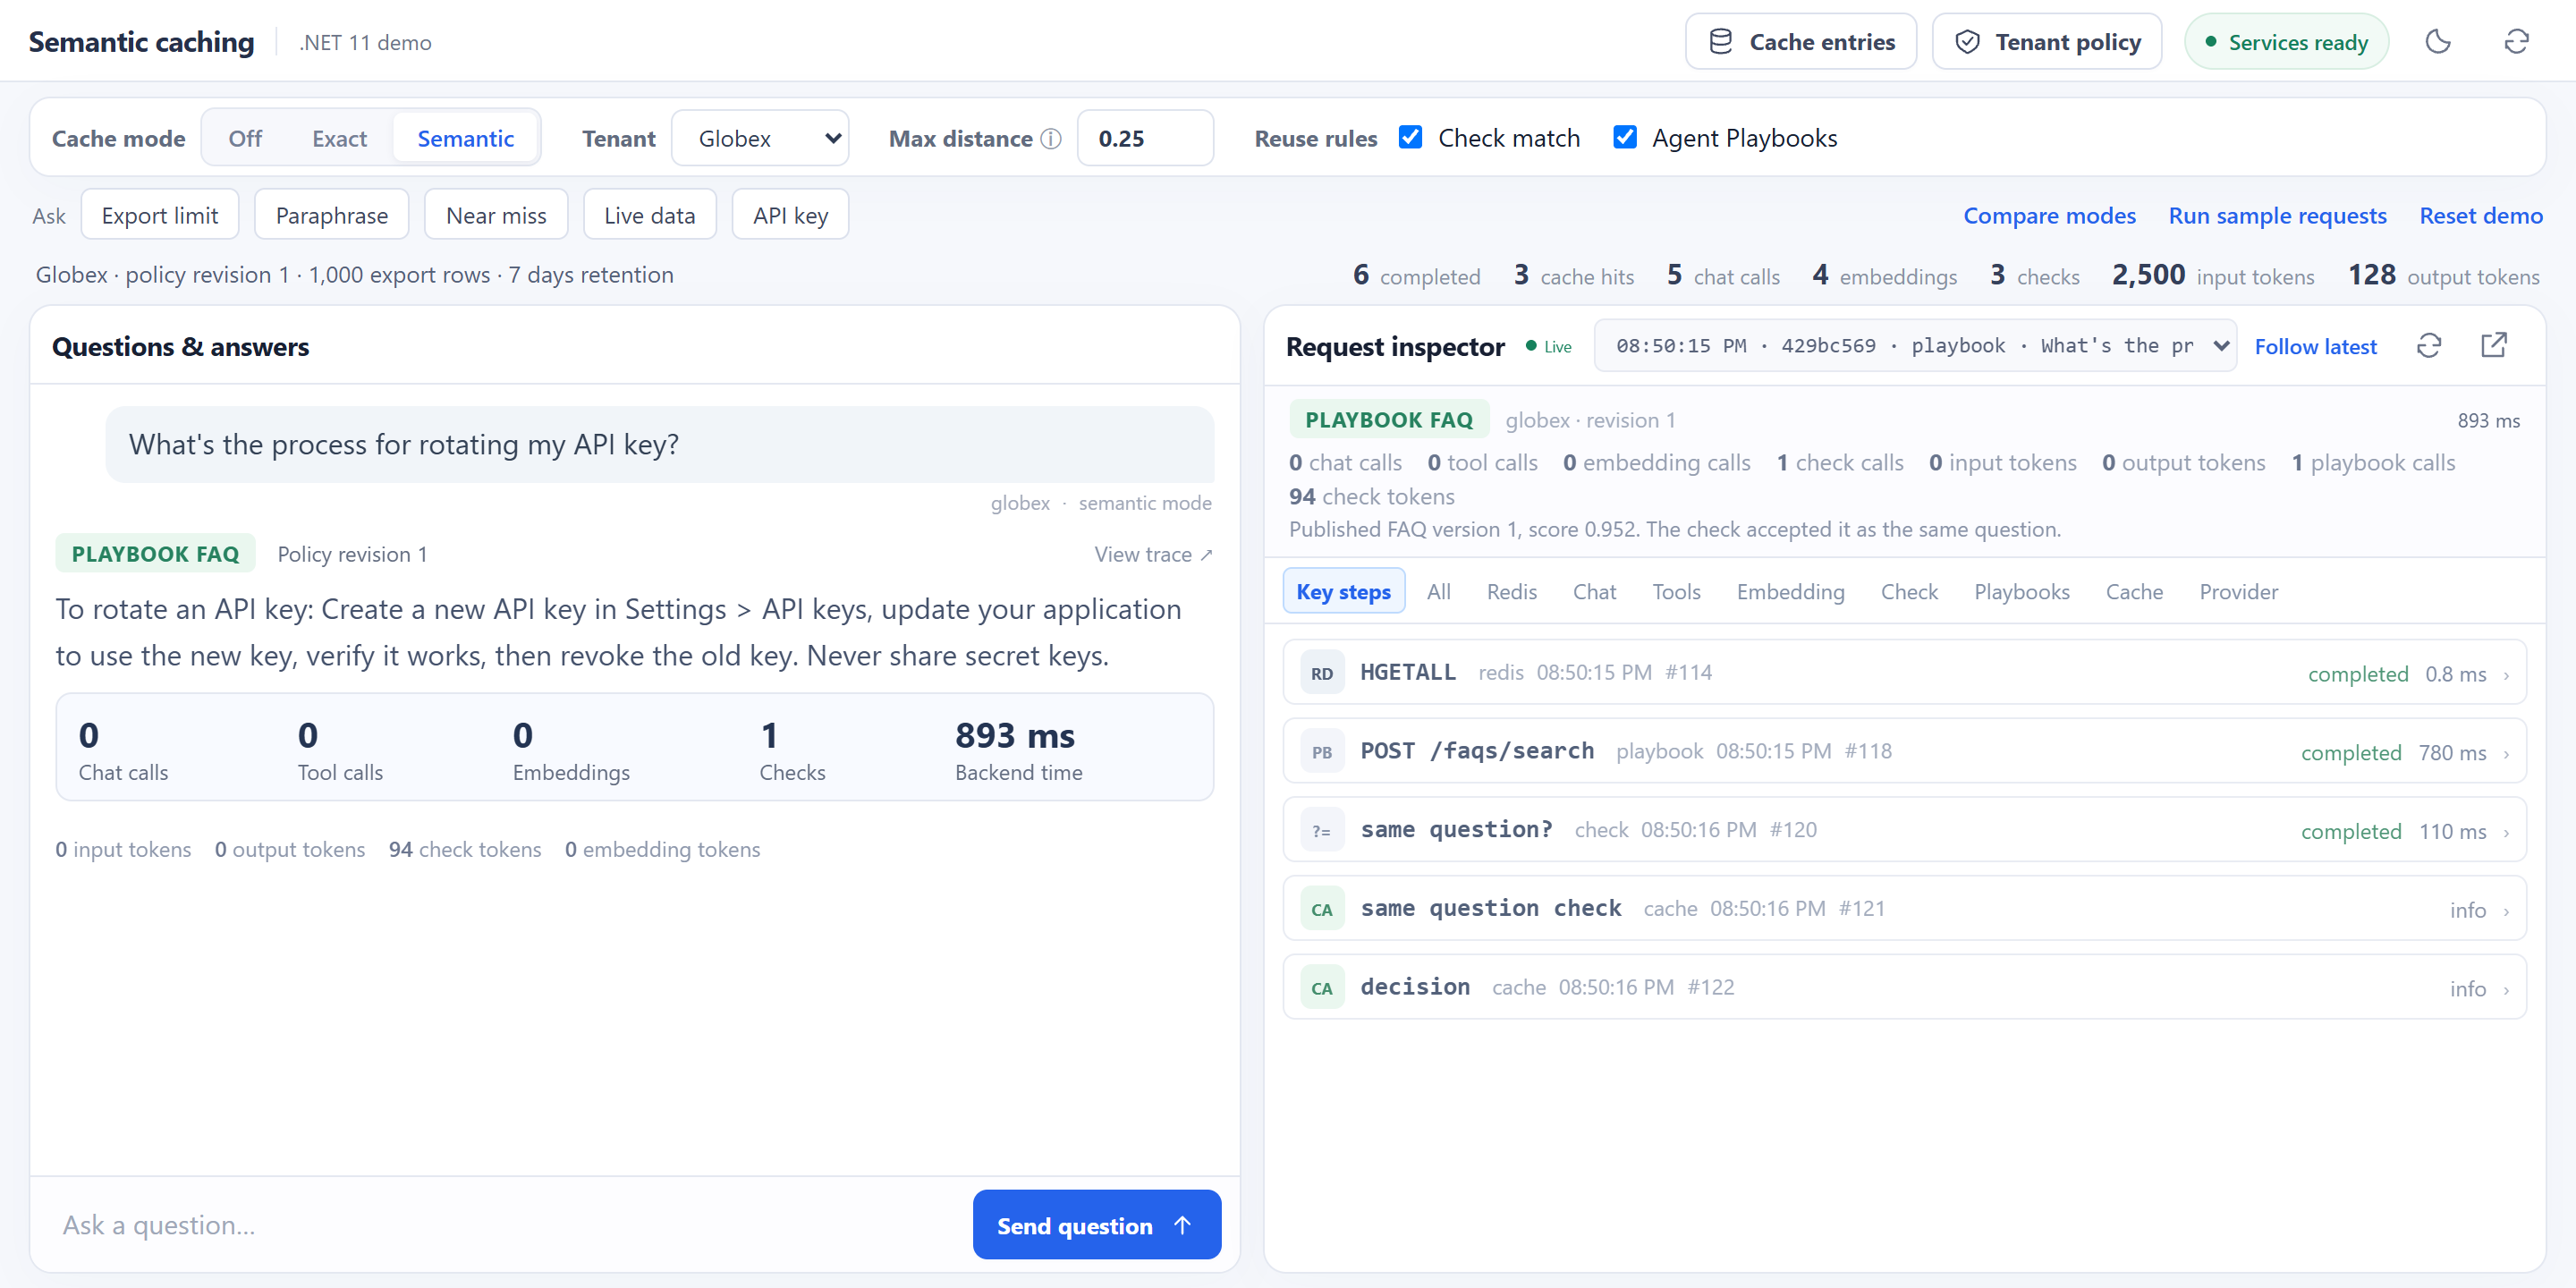 Semantic caching .NET 11 demo Cache entries Tenant policy Services ready
Cache mode Off Exact Semantic Tenant Globex Max distance ⓘ 0.25 Reuse rules Check match Agent Playbooks
Ask Export limit Paraphrase Near miss Live data API key Compare modes Run sample requests Reset demo
Globex · policy revision 1 · 1,000 export rows · 7 days retention 6 completed 3 cache hits 5 chat calls 4 embeddings 3 checks 2,500 input tokens 128 output tokens
Questions & answers
What's the process for rotating my API key?
globex · semantic mode
PLAYBOOK FAQ Policy revision 1 View trace ↗
To rotate an API key: Create a new API key in Settings > API keys, update your application
to use the new key, verify it works, then revoke the old key. Never share secret keys.
0 0 0 1 893 ms
Chat calls Tool calls Embeddings Checks Backend time
0 input tokens 0 output tokens 94 check tokens 0 embedding tokens
Ask a question...
Send question ↑
Request inspector Live 08:50:15 PM · 429bc569 · playbook · What's the pr Follow latest
PLAYBOOK FAQ globex · revision 1 893 ms
0 chat calls 0 tool calls 0 embedding calls 1 check calls 0 input tokens 0 output tokens 1 playbook calls
94 check tokens
Published FAQ version 1, score 0.952. The check accepted it as the same question.
Key steps All Redis Chat Tools Embedding Check Playbooks Cache Provider
RD HGETALL redis 08:50:15 PM #114 completed 0.8 ms ›
PB POST /faqs/search playbook 08:50:15 PM #118 completed 780 ms ›
?= same question? check 08:50:16 PM #120 completed 110 ms ›
CA same question check cache 08:50:16 PM #121 info ›
CA decision cache 08:50:16 PM #122 info ›